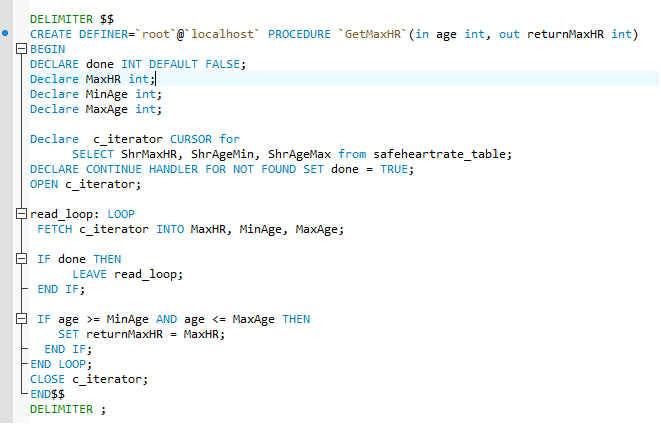 DELIMITER $$
CREATE DEFINER=`root`@`localhost` PROCEDURE `GetMaxHR`(in age int, out returnMaxHR int)
BEGIN
DECLARE done INT DEFAULT FALSE;
Declare MaxHR int;
Declare MinAge int;
Declare MaxAge int;
Declare  c_iterator CURSOR for
SELECT ShrMaxHR, ShrAgeMin, ShrAgeMax from safeheartrate_table;
DECLARE CONTINUE HANDLER FOR NOT FOUND SET done = TRUE;
OPEN c_iterator;
read_loop: LOOP
FETCH c_iterator INTO MaxHR, MinAge, MaxAge;
IF done THEN
LEAVE read_loop;
END IF;
IF age >= MinAge AND age <= MaxAge THEN
SET returnMaxHR = MaxHR;
END IF;
END LOOP;
CLOSE c_iterator;
END$$
DELIMITER ;